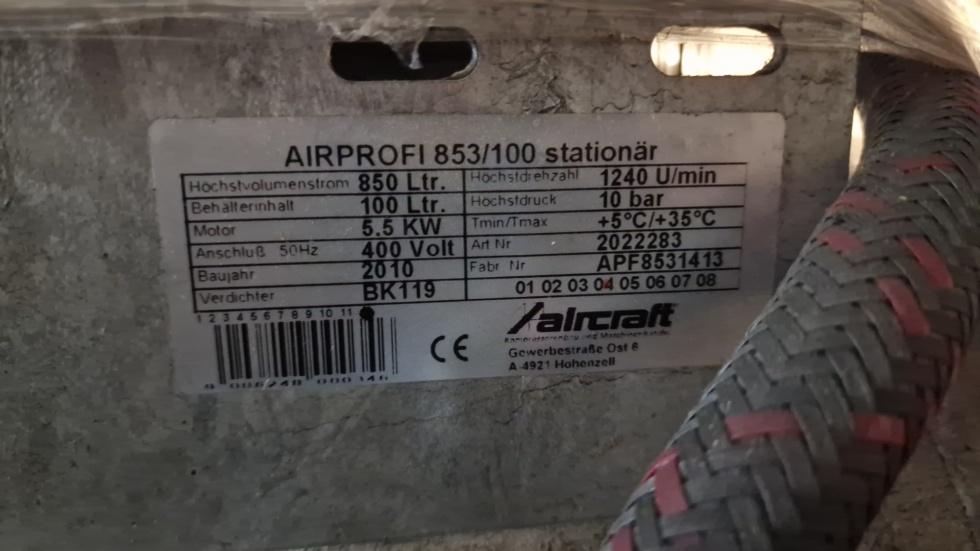 AIRPROFI 853/100 stationär
Höchstvolumenstrom 850 Ltr. Höchstdrehzahl 1240 U/min
Behälterinhalt 100 Ltr. Höchstdruck 10 bar
Motor 5.5 KW Tmin/Tmax +5°C/+35°C
Anschluß 50Hz 400 Volt Art Nr 2022283
Baujahr 2010 Fabr Nr APF8531413
Verdichter BK119 01 02 03 04 05 06 07 08
1 2 3 4 5 6 7 8 9 10 11
aircraft
Kompressorenbau und Maschinenhandel
CE
Gewerbestraße Ost 6
A-4921 Hohenzell